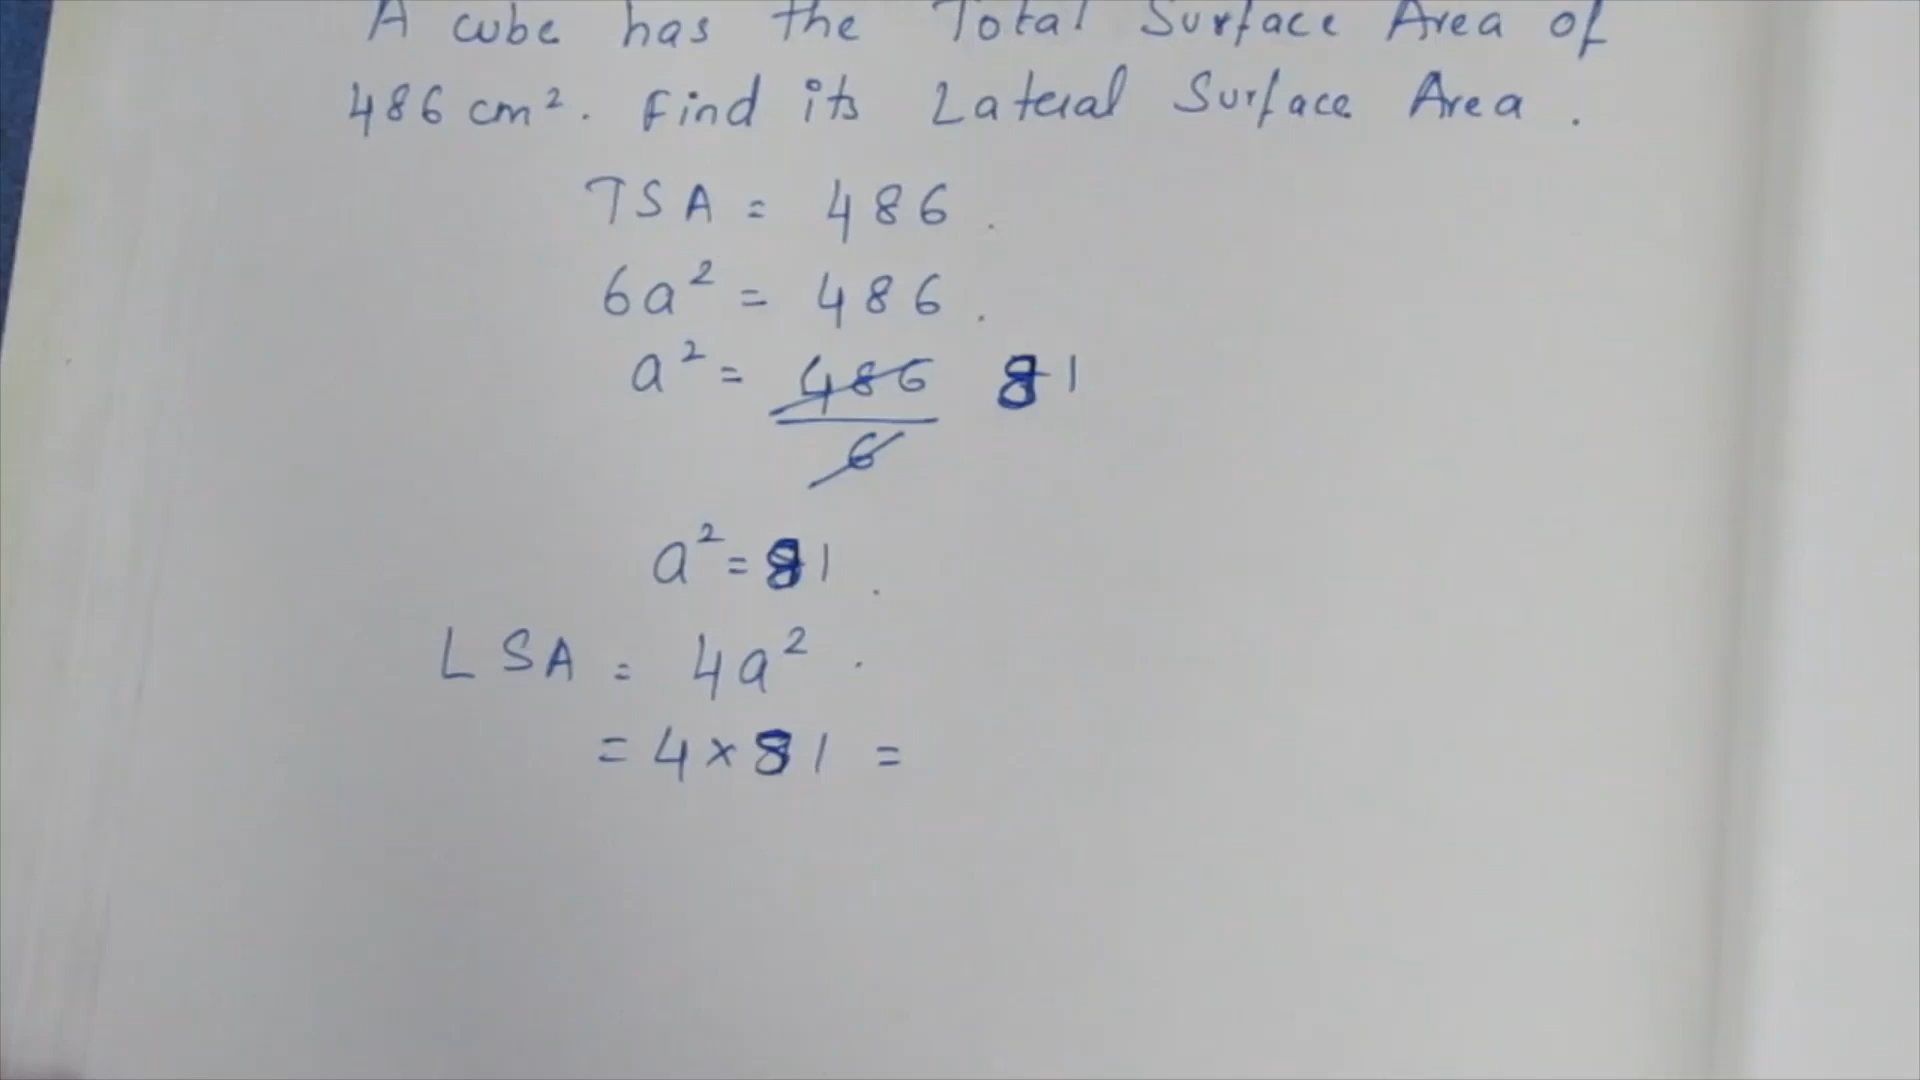 A cube has the Total Surface Area of
486 cm². Find its Lateral Surface Area.
TSA = 486.
6a² = 486.
a² = 486/6 81
a² = 81.
LSA = 4a².
= 4 × 81 =